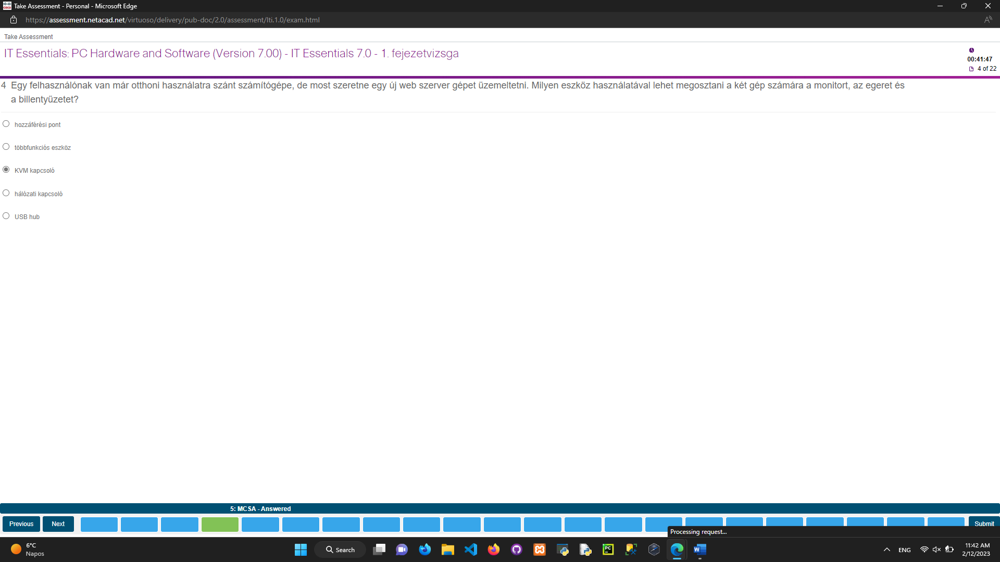 Take Assessment - Personal - Microsoft Edge
https://assessment.netacad.net/virtuoso/delivery/pub-doc/2.0/assessment/lti.1.0/exam.html
Take Assessment
IT Essentials: PC Hardware and Software (Version 7.00) - IT Essentials 7.0 - 1. fejezetvizsga
00:41:47
4 of 22
4 Egy felhasználónak van már otthoni használatra szánt számítógépe, de most szeretne egy új web szerver gépet üzemeltetni. Milyen eszköz használatával lehet megosztani a két gép számára a monitort, az egeret és
a billentyűzetet?
hozzáférési pont
többfunkciós eszköz
KVM kapcsoló
hálózati kapcsoló
USB hub
5: MCSA - Answered
Previous
Next
Submit
Processing request...
6°C
Napos
Search
ENG
11:42 AM
2/12/2023